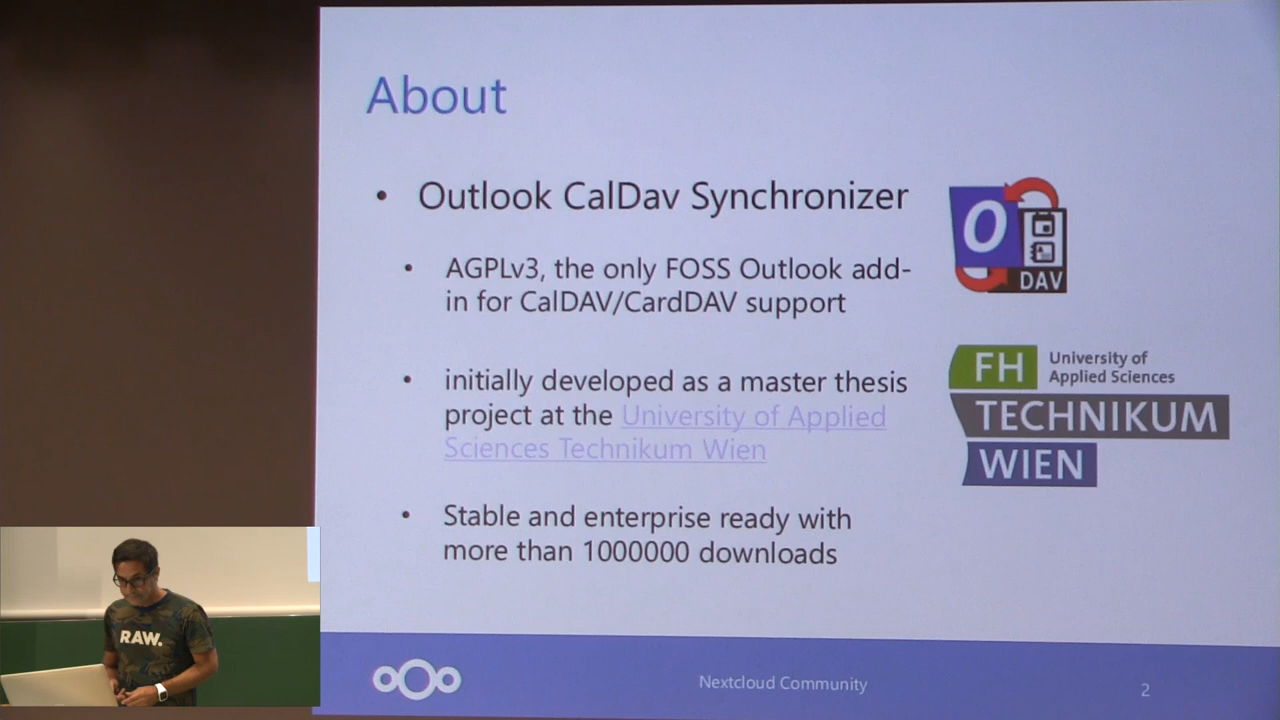 About
• Outlook CalDav Synchronizer
• AGPLv3, the only FOSS Outlook add-
in for CalDAV/CardDAV support
• initially developed as a master thesis
project at the University of Applied
Sciences Technikum Wien
• Stable and enterprise ready with
more than 1000000 downloads
O
DAV
FH
University of
Applied Sciences
TECHNIKUM
WIEN
RAW.
Nextcloud Community
2